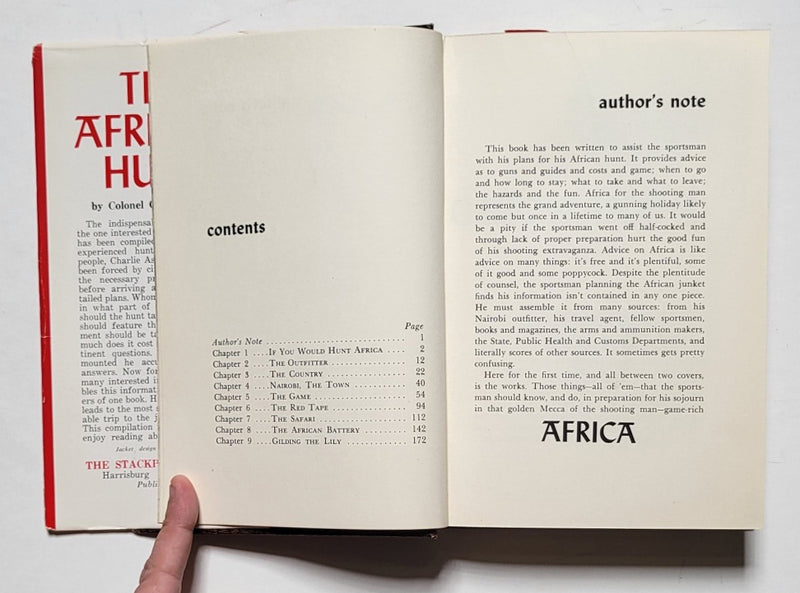 TH
AFRI
HU
by Colonel C
The indispensa
the one interested
has been compile
experienced hunt
people, Charlie As
been forced by ci
the necessary p
before arriving a
tailed plans. Whom
in what part of
should the hunt ta
should feature th
ment should be ta
much does it cost
tinent questions.
mounted he acc
answers. Now for
many interested i
bles this informat
ers of one book. H
leads to the most s
able trip to the j
This compilation
enjoy reading ab
Jacket design
THE STACKP
Harrisburg
Publi
contents
Page
Author's Note . . . . . . . . . . . . . . . . . . . . . . . . . . . . . . 1
Chapter 1 ....If You Would Hunt Africa .... 2
Chapter 2 ....The Outfitter ................ 12
Chapter 3 ....The Country ................. 22
Chapter 4 ....Nairobi, The Town ........... 40
Chapter 5 ....The Game .................... 54
Chapter 6 ....The Red Tape ................ 94
Chapter 7 ....The Safari ................... 112
Chapter 8 ....The African Battery ......... 142
Chapter 9 ....Gilding the Lily ............ 172
author's note
This book has been written to assist the sportsman
with his plans for his African hunt. It provides advice
as to guns and guides and costs and game; when to go
and how long to stay; what to take and what to leave;
the hazards and the fun. Africa for the shooting man
represents the grand adventure, a gunning holiday likely
to come but once in a lifetime to many of us. It would
be a pity if the sportsman went off half-cocked and
through lack of proper preparation hurt the good fun
of his shooting extravaganza. Advice on Africa is like
advice on many things: it's free and it's plentiful, some
of it good and some poppycock. Despite the plentitude
of counsel, the sportsman planning the African junket
finds his information isn't contained in any one piece.
He must assemble it from many sources: from his
Nairobi outfitter, his travel agent, fellow sportsmen,
books and magazines, the arms and ammunition makers,
the State, Public Health and Customs Departments, and
literally scores of other sources. It sometimes gets pretty
confusing.
Here for the first time, and all between two covers,
is the works. Those things—all of 'em—that the sports-
man should know, and do, in preparation for his sojourn
in that golden Mecca of the shooting man—game-rich
AFRICA